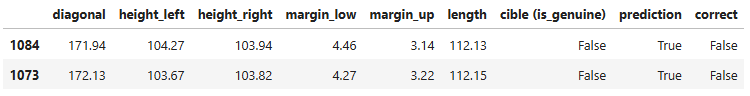 diagonal height_left height_right margin_low margin_up length cible (is_genuine) prediction correct
1084 171.94 104.27 103.94 4.46 3.14 112.13 False True False
1073 172.13 103.67 103.82 4.27 3.22 112.15 False True False